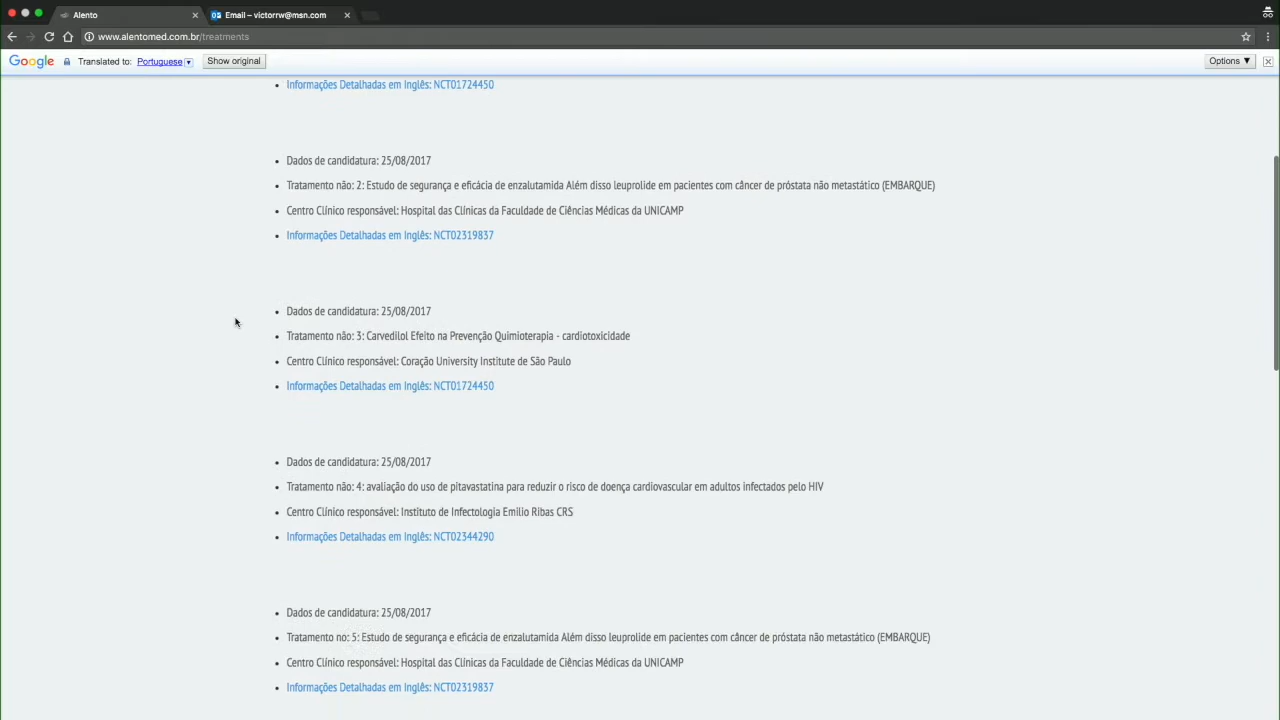 Alento
Email – victorrw@msn.com
www.alentomed.com.br/treatments
Google Translated to: Portuguese Show original Options ▼
Informações Detalhadas em Inglês: NCT01724450
Dados de candidatura: 25/08/2017
Tratamento não: 2: Estudo de segurança e eficácia de enzalutamida Além disso leuprolide em pacientes com câncer de próstata não metastático (EMBARQUE)
Centro Clínico responsável: Hospital das Clínicas da Faculdade de Ciências Médicas da UNICAMP
Informações Detalhadas em Inglês: NCT02319837
Dados de candidatura: 25/08/2017
Tratamento não: 3: Carvedilol Efeito na Prevenção Quimioterapia - cardiotoxicidade
Centro Clínico responsável: Coração University Institute de São Paulo
Informações Detalhadas em Inglês: NCT01724450
Dados de candidatura: 25/08/2017
Tratamento não: 4: avaliação do uso de pitavastatina para reduzir o risco de doença cardiovascular em adultos infectados pelo HIV
Centro Clínico responsável: Instituto de Infectologia Emilio Ribas CRS
Informações Detalhadas em Inglês: NCT02344290
Dados de candidatura: 25/08/2017
Tratamento no: 5: Estudo de segurança e eficácia de enzalutamida Além disso leuprolide em pacientes com câncer de próstata não metastático (EMBARQUE)
Centro Clínico responsável: Hospital das Clínicas da Faculdade de Ciências Médicas da UNICAMP
Informações Detalhadas em Inglês: NCT02319837